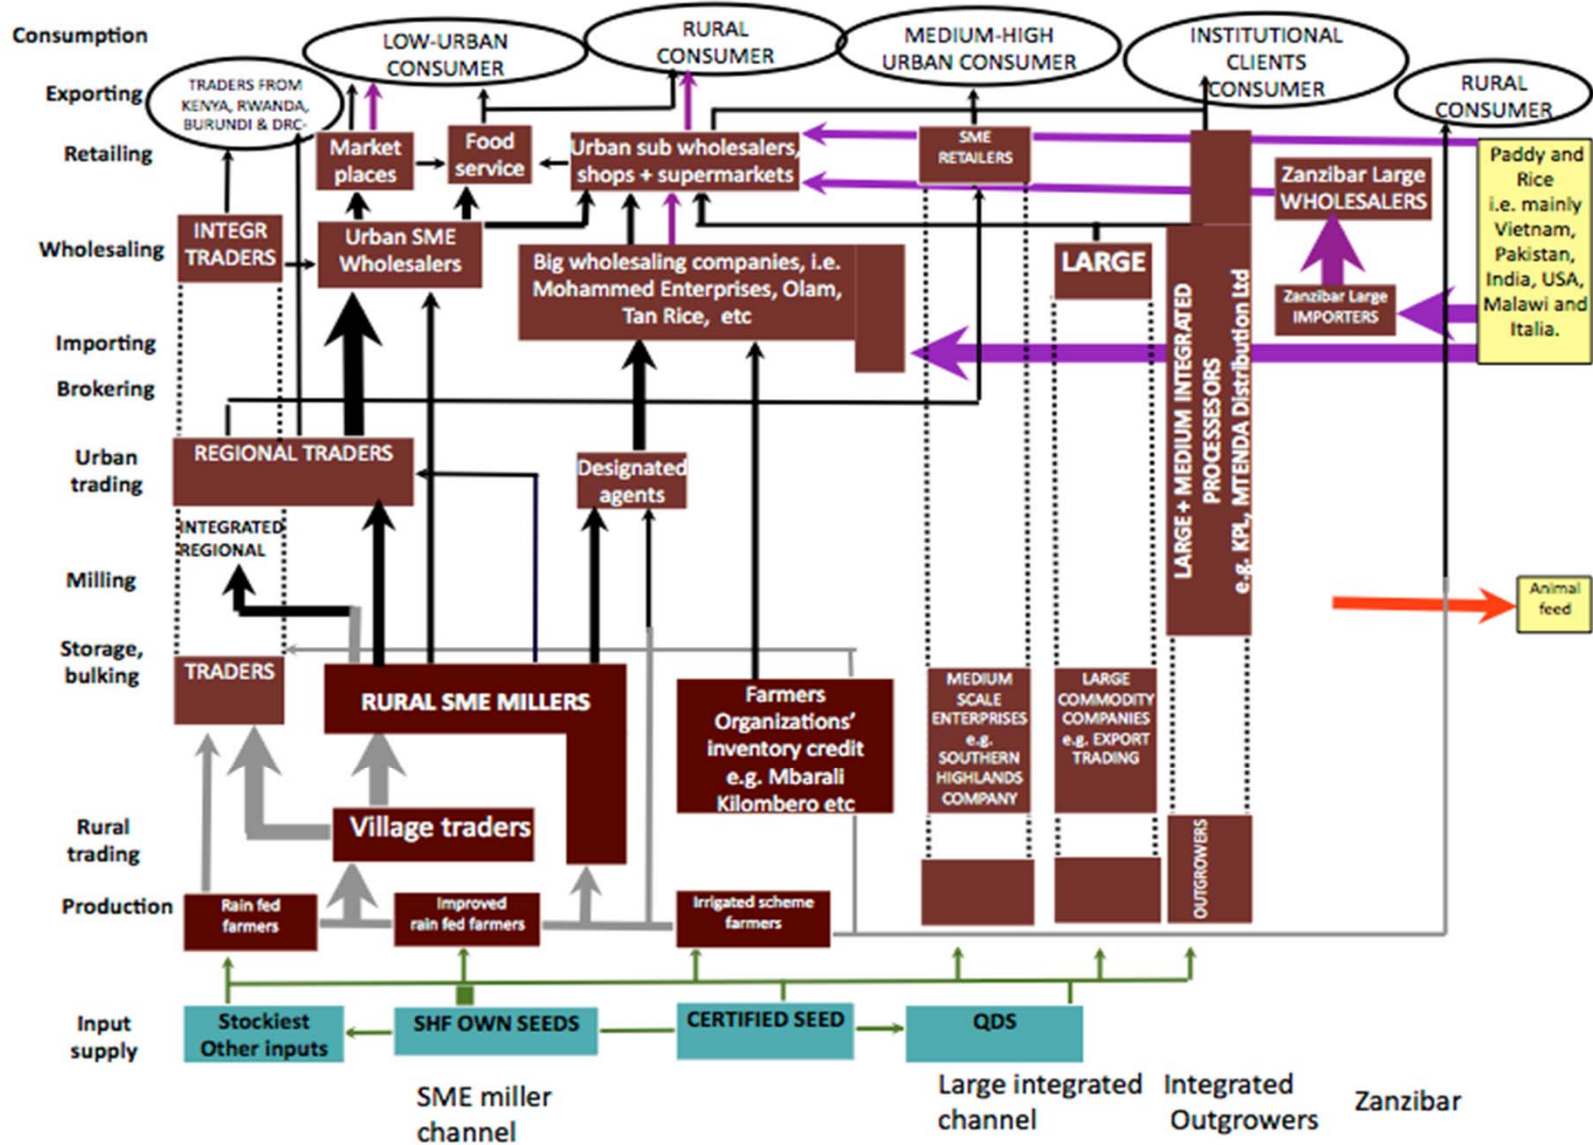 Consumption
LOW-URBAN
CONSUMER
RURAL
CONSUMER
MEDIUM-HIGH
URBAN CONSUMER
INSTITUTIONAL
CLIENTS
CONSUMER
RURAL
CONSUMER
Exporting
TRADERS FROM
KENYA, RWANDA,
BURUNDI & DRC-
Retailing
Market
places
Food
service
Urban sub wholesalers,
shops + supermarkets
SME
RETAILERS
Zanzibar Large
WHOLESALERS
Paddy and
Rice
i.e. mainly
Vietnam,
Pakistan,
India, USA,
Malawi and
Italia.
Wholesaling
INTEGR
TRADERS
Urban SME
Wholesalers
Big wholesaling companies, i.e.
Mohammed Enterprises, Olam,
Tan Rice, etc
LARGE
LARGE + MEDIUM INTEGRATED
PROCESSESORS
e.g. KPL, MTENDA Distribution Ltd
Zanzibar Large
IMPORTERS
Importing
Brokering
Urban
trading
REGIONAL TRADERS
Designated
agents
INTEGRATED
REGIONAL
Milling
Animal
feed
Storage,
bulking
TRADERS
RURAL SME MILLERS
Farmers
Organizations'
inventory credit
e.g. Mbarali
Kilombero etc
MEDIUM
SCALE
ENTERPRISES
e.g.
SOUTHERN
HIGHLANDS
COMPANY
LARGE
COMMODITY
COMPANIES
e.g. EXPORT
TRADING
Rural
trading
Village traders
OUTGROWERS
Production
Rain fed
farmers
Improved
rain fed farmers
Irrigated scheme
farmers
Input
supply
Stockiest
Other inputs
SHF OWN SEEDS
CERTIFIED SEED
QDS
SME miller
channel
Large integrated
channel
Integrated
Outgrowers
Zanzibar